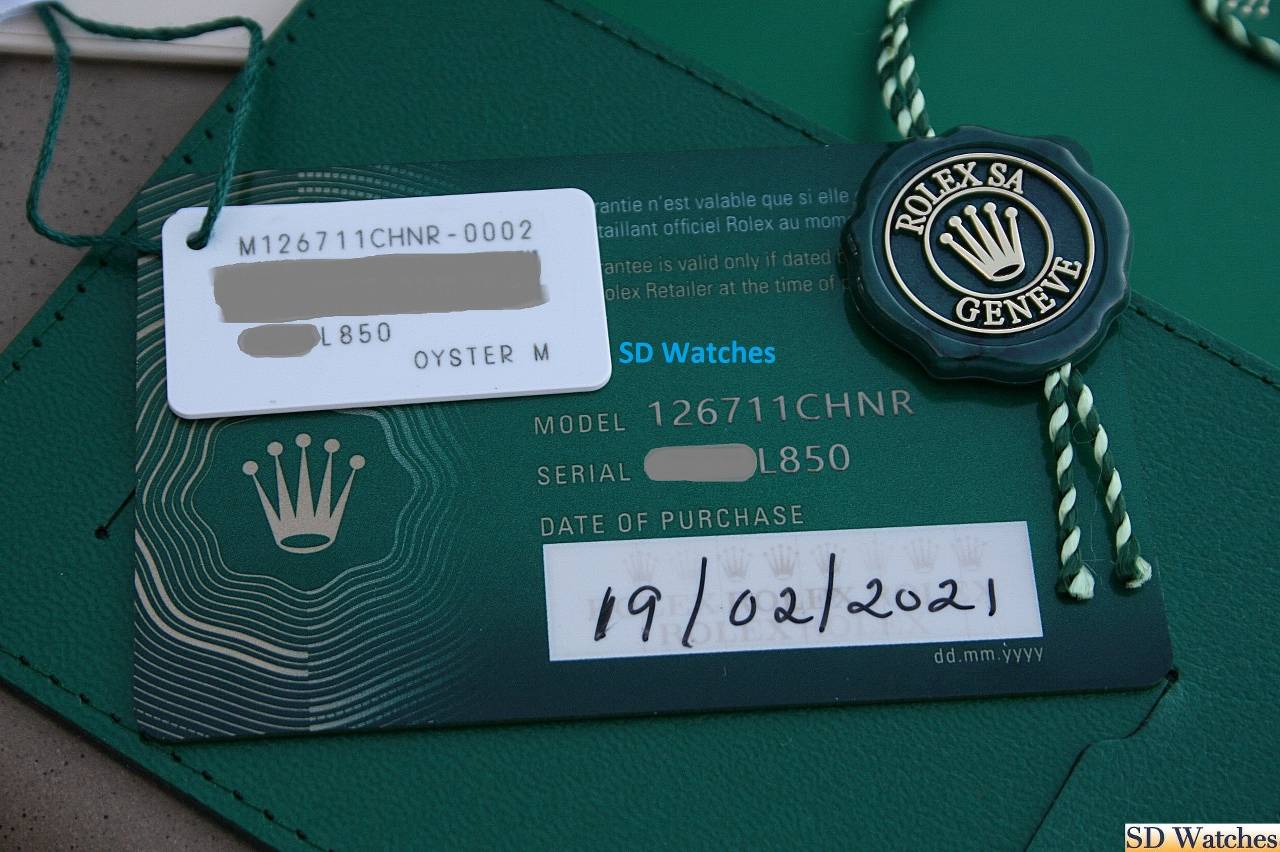 M126711CHNR-0002
L850
OYSTER M
rantie n'est valable que si elle
taillant officiel Rolex au mom
rantee is valid only if dated
olex Retailer at the time of
ROLEX SA
GENEVE
SD Watches
MODEL 126711CHNR
SERIAL L850
DATE OF PURCHASE
19/02/2021
dd.mm.yyyy
SD Watches